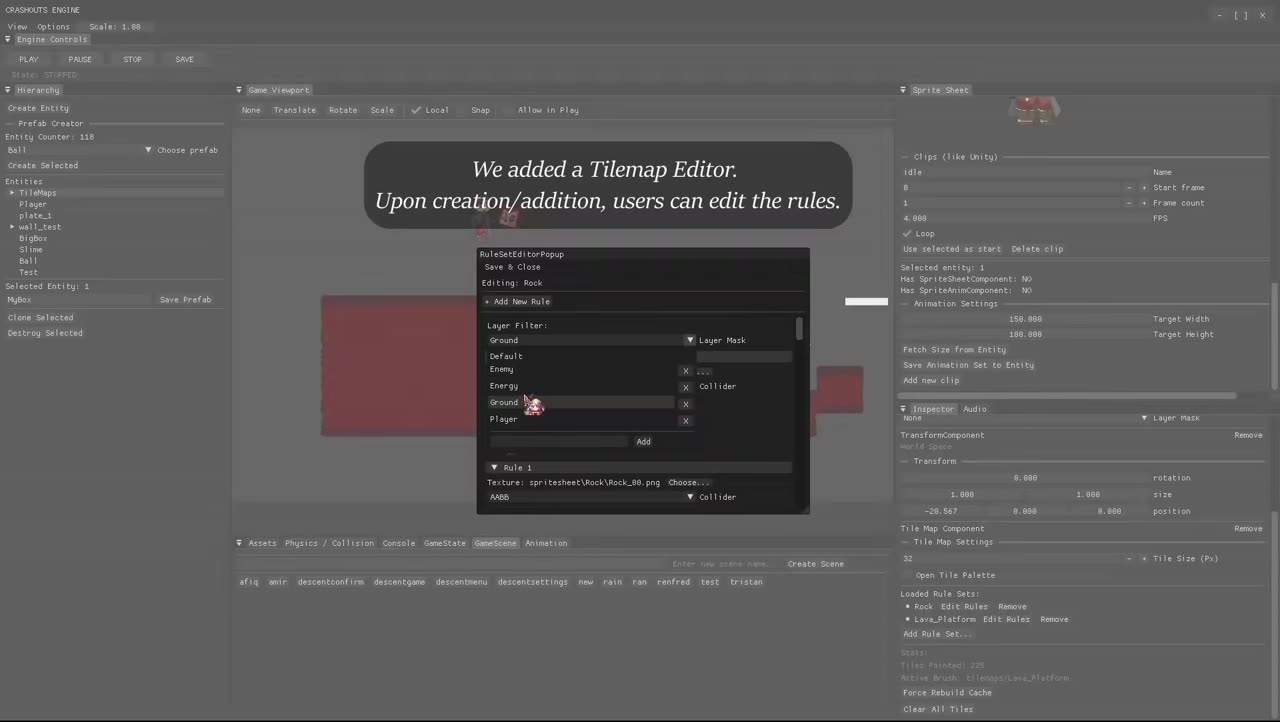 CRASHOUTS ENGINE
- [ ] X
View Options Scale: 1.00
Engine Controls
PLAY PAUSE STOP SAVE
State: STOPPED
Hierarchy
Create Entity
Prefab Creator
Entity Counter: 118
Ball Choose prefab
Create Selected
Entities
TileMaps
Player
plate_1
wall_test
BigBox
Slime
Ball
Test
Selected Entity: 1
MyBox Save Prefab
Clone Selected
Destroy Selected
Game Viewport
None Translate Rotate Scale Local Snap Allow in Play
We added a Tilemap Editor.
Upon creation/addition, users can edit the rules.
RuleSetEditorPopup
Save & Close
Editing: Rock
+ Add New Rule
Layer Filter:
Ground Layer Mask
Default
Enemy X ...
Energy X Collider
Ground X
Player X
Add
Rule 1
Texture: spritesheet\Rock\Rock_00.png Choose...
AABB Collider
Assets Physics / Collision Console GameState GameScene Animation
Enter new scene name. Create Scene
afiq amir descentconfirm descentgame descentmenu descentsettings new rain ran renfred test tristan
Sprite Sheet
Clips (like Unity)
idle Name
0 - + Start frame
1 - + Frame count
4.000 FPS
Loop
Use selected as start Delete clip
Selected entity: 1
Has SpriteSheetComponent: NO
Has SpriteAnimComponent: NO
Animation Settings
150.000 Target Width
100.000 Target Height
Fetch Size from Entity
Save Animation Set to Entity
Add new clip
Inspector Audio
None Layer Mask
TransformComponent Remove
World Space
Transform
0.000 rotation
1.000 1.000 size
-20.567 0.000 0.000 position
Tile Map Component Remove
Tile Map Settings
32 - + Tile Size (Px)
Open Tile Palette
Loaded Rule Sets:
Rock Edit Rules Remove
Lava_Platform Edit Rules Remove
Add Rule Set...
Stats:
Tiles Painted: 225
Active Brush: tilemaps/Lava_Platform
Force Rebuild Cache
Clear All Tiles